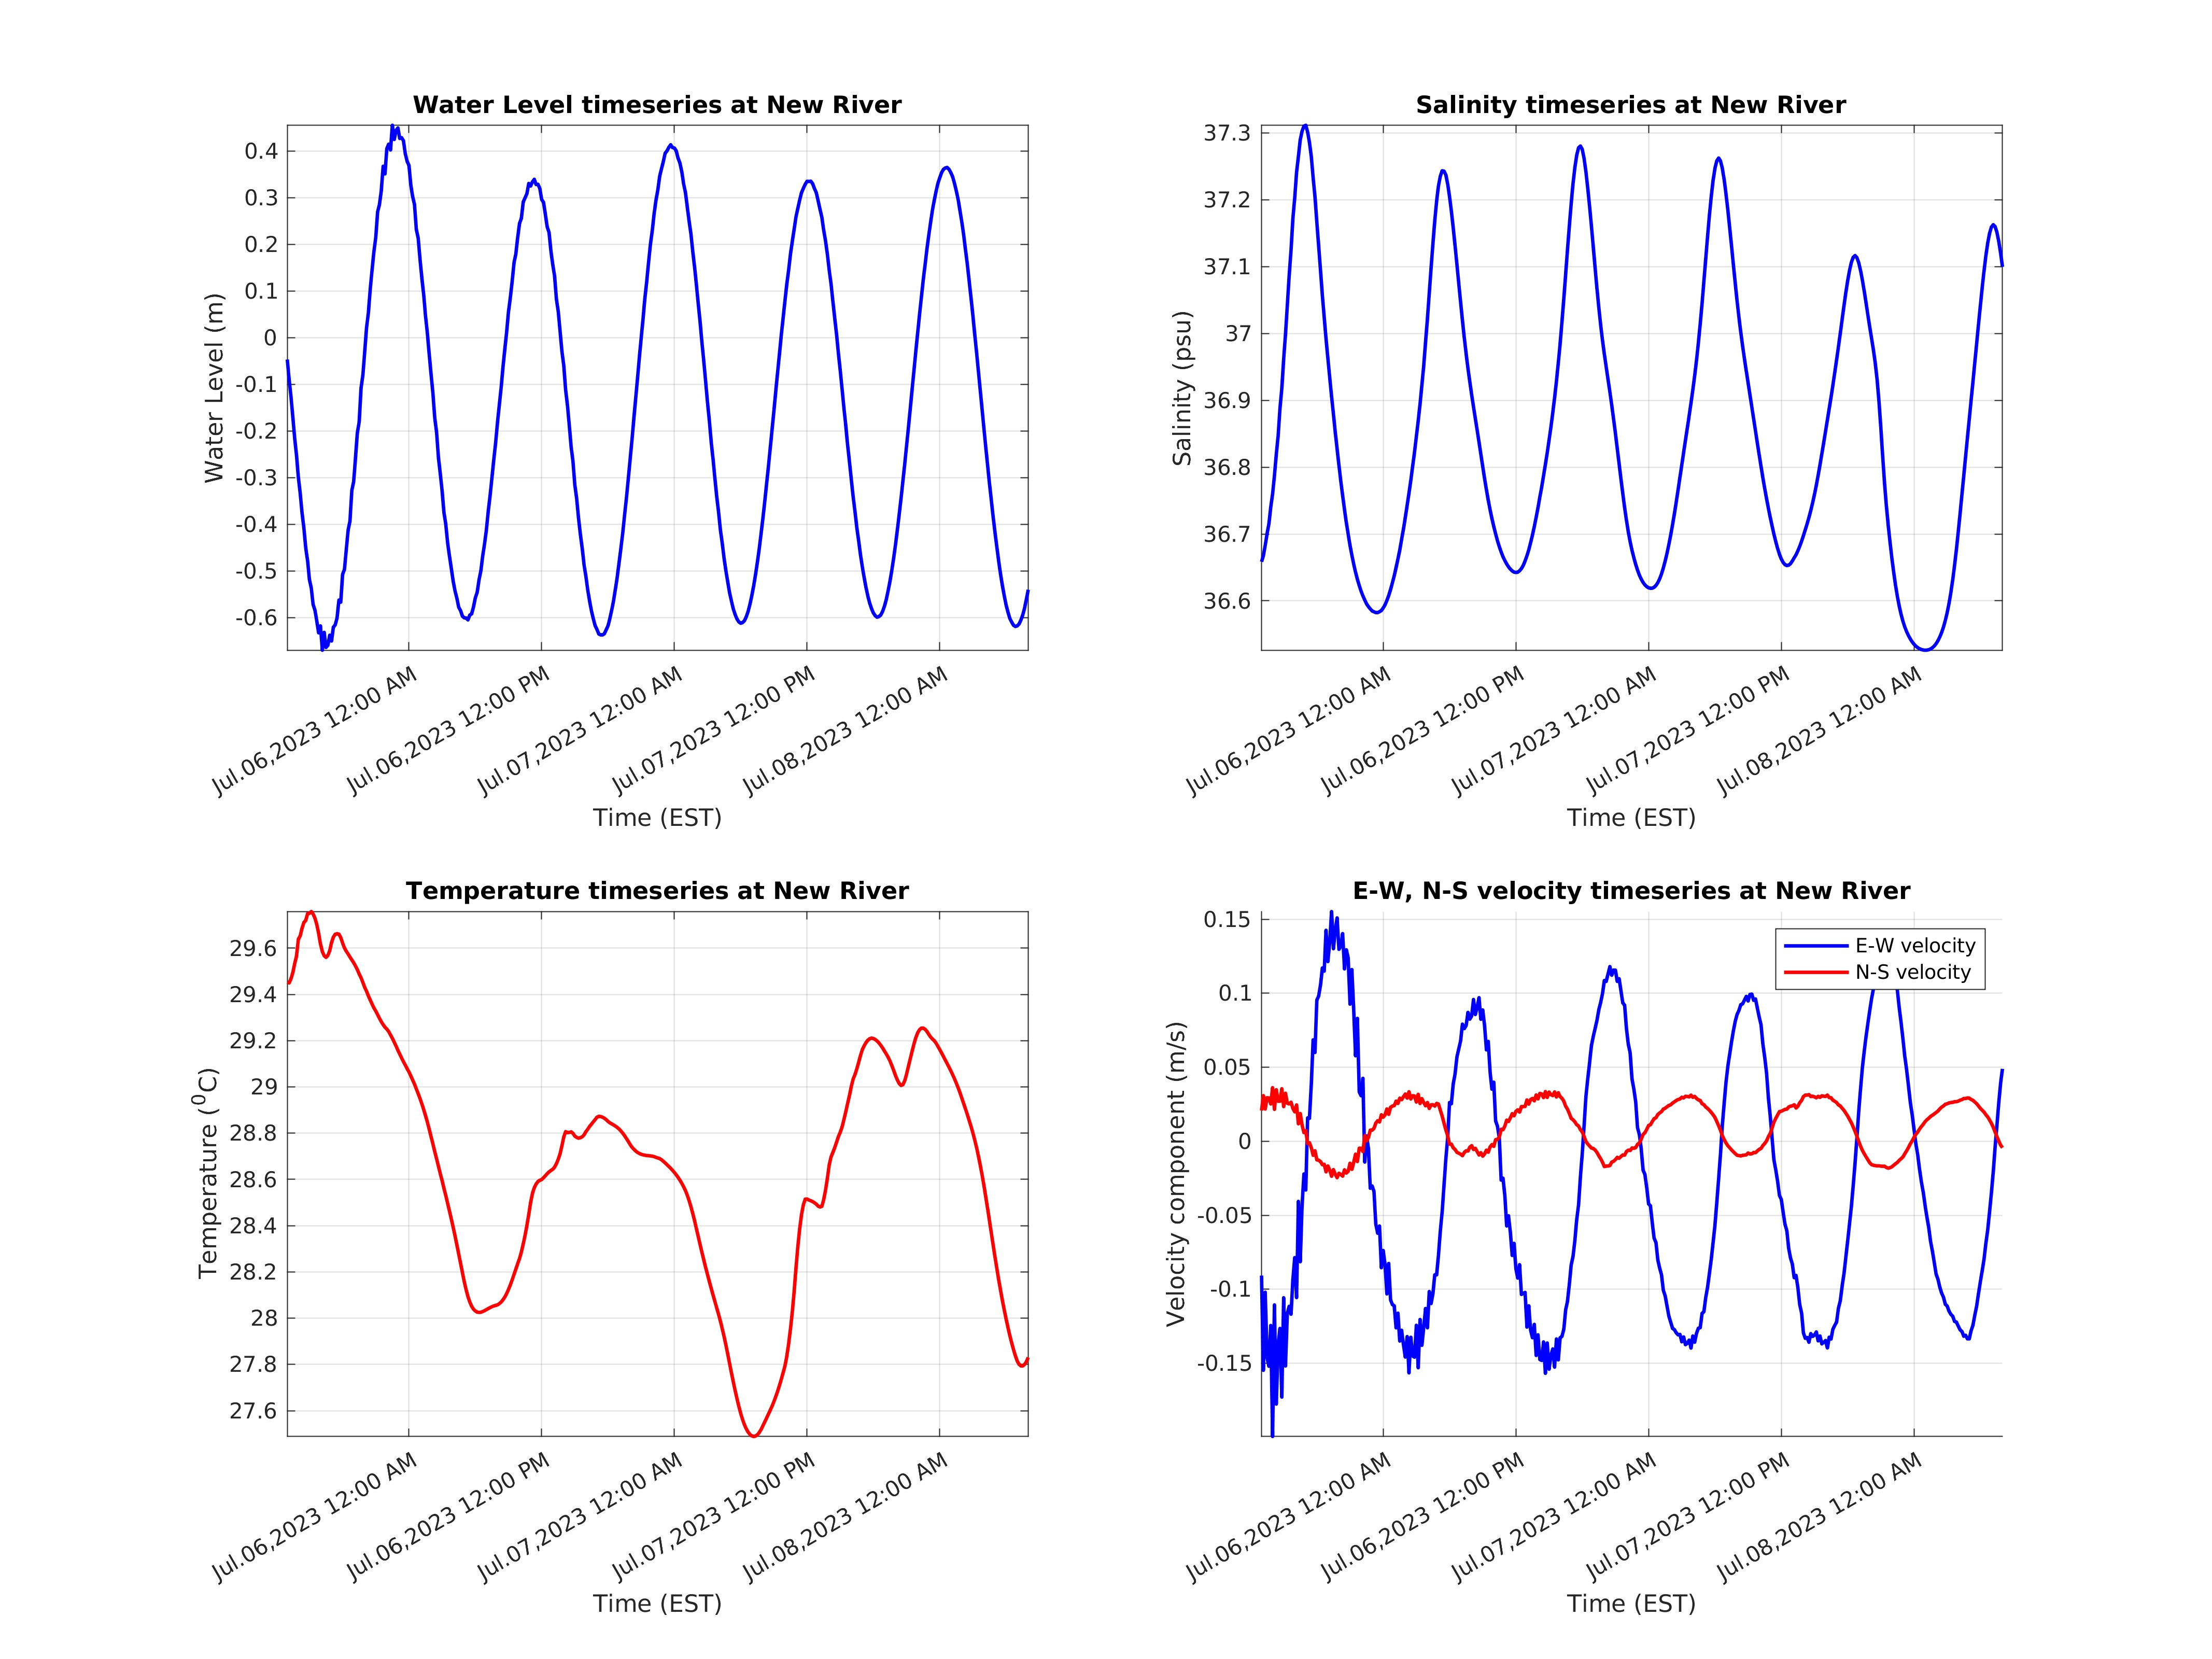 Water Level timeseries at New River
Water Level (m)
0.4
0.3
0.2
0.1
0
-0.1
-0.2
-0.3
-0.4
-0.5
-0.6
Jul.06,2023 12:00 AM
Jul.06,2023 12:00 PM
Jul.07,2023 12:00 AM
Jul.07,2023 12:00 PM
Jul.08,2023 12:00 AM
Time (EST)
Salinity timeseries at New River
Salinity (psu)
37.3
37.2
37.1
37
36.9
36.8
36.7
36.6
Jul.06,2023 12:00 AM
Jul.06,2023 12:00 PM
Jul.07,2023 12:00 AM
Jul.07,2023 12:00 PM
Jul.08,2023 12:00 AM
Time (EST)
Temperature timeseries at New River
Temperature (⁰C)
29.6
29.4
29.2
29
28.8
28.6
28.4
28.2
28
27.8
27.6
Jul.06,2023 12:00 AM
Jul.06,2023 12:00 PM
Jul.07,2023 12:00 AM
Jul.07,2023 12:00 PM
Jul.08,2023 12:00 AM
Time (EST)
E-W, N-S velocity timeseries at New River
Velocity component (m/s)
0.15
0.1
0.05
0
-0.05
-0.1
-0.15
E-W velocity
N-S velocity
Jul.06,2023 12:00 AM
Jul.06,2023 12:00 PM
Jul.07,2023 12:00 AM
Jul.07,2023 12:00 PM
Jul.08,2023 12:00 AM
Time (EST)